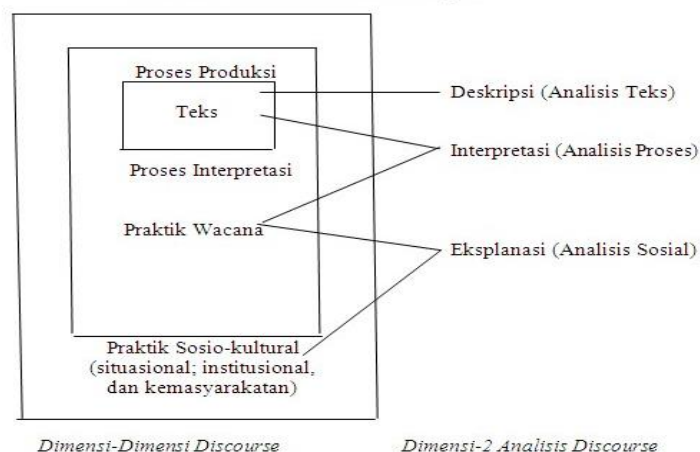 Proses Produksi
Teks
Proses Interpretasi
Praktik Wacana
Praktik Sosio-kultural
(situasional; institusional,
dan kemasyarakatan)
Deskripsi (Analisis Teks)
Interpretasi (Analisis Proses)
Eksplanasi (Analisis Sosial)
Dimensi-Dimensi Discourse
Dimensi-2 Analisis Discourse